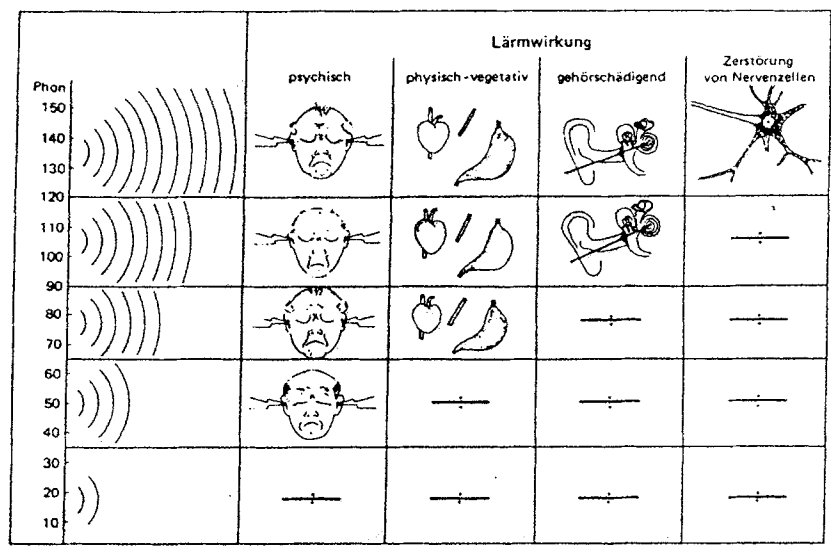 Lärmwirkung
psychisch
physisch-vegetativ
gehörschädigend
Zerstörung
von Nervenzellen
Phon
150
140
130
120
110
100
90
80
70
60
50
40
30
20
10